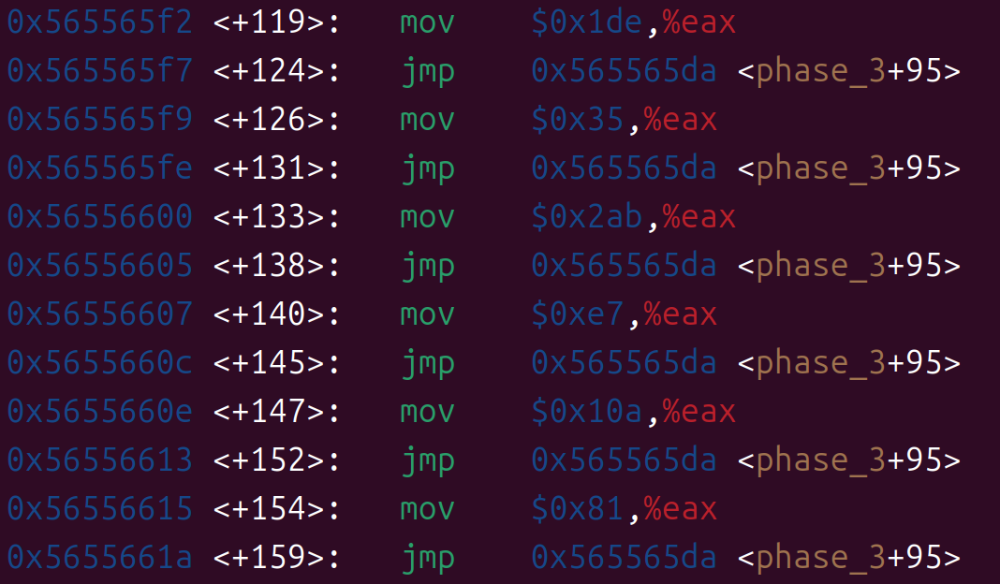 0x565565f2 <+119>: mov $0x1de,%eax
0x565565f7 <+124>: jmp 0x565565da <phase_3+95>
0x565565f9 <+126>: mov $0x35,%eax
0x565565fe <+131>: jmp 0x565565da <phase_3+95>
0x56556600 <+133>: mov $0x2ab,%eax
0x56556605 <+138>: jmp 0x565565da <phase_3+95>
0x56556607 <+140>: mov $0xe7,%eax
0x5655660c <+145>: jmp 0x565565da <phase_3+95>
0x5655660e <+147>: mov $0x10a,%eax
0x56556613 <+152>: jmp 0x565565da <phase_3+95>
0x56556615 <+154>: mov $0x81,%eax
0x5655661a <+159>: jmp 0x565565da <phase_3+95>